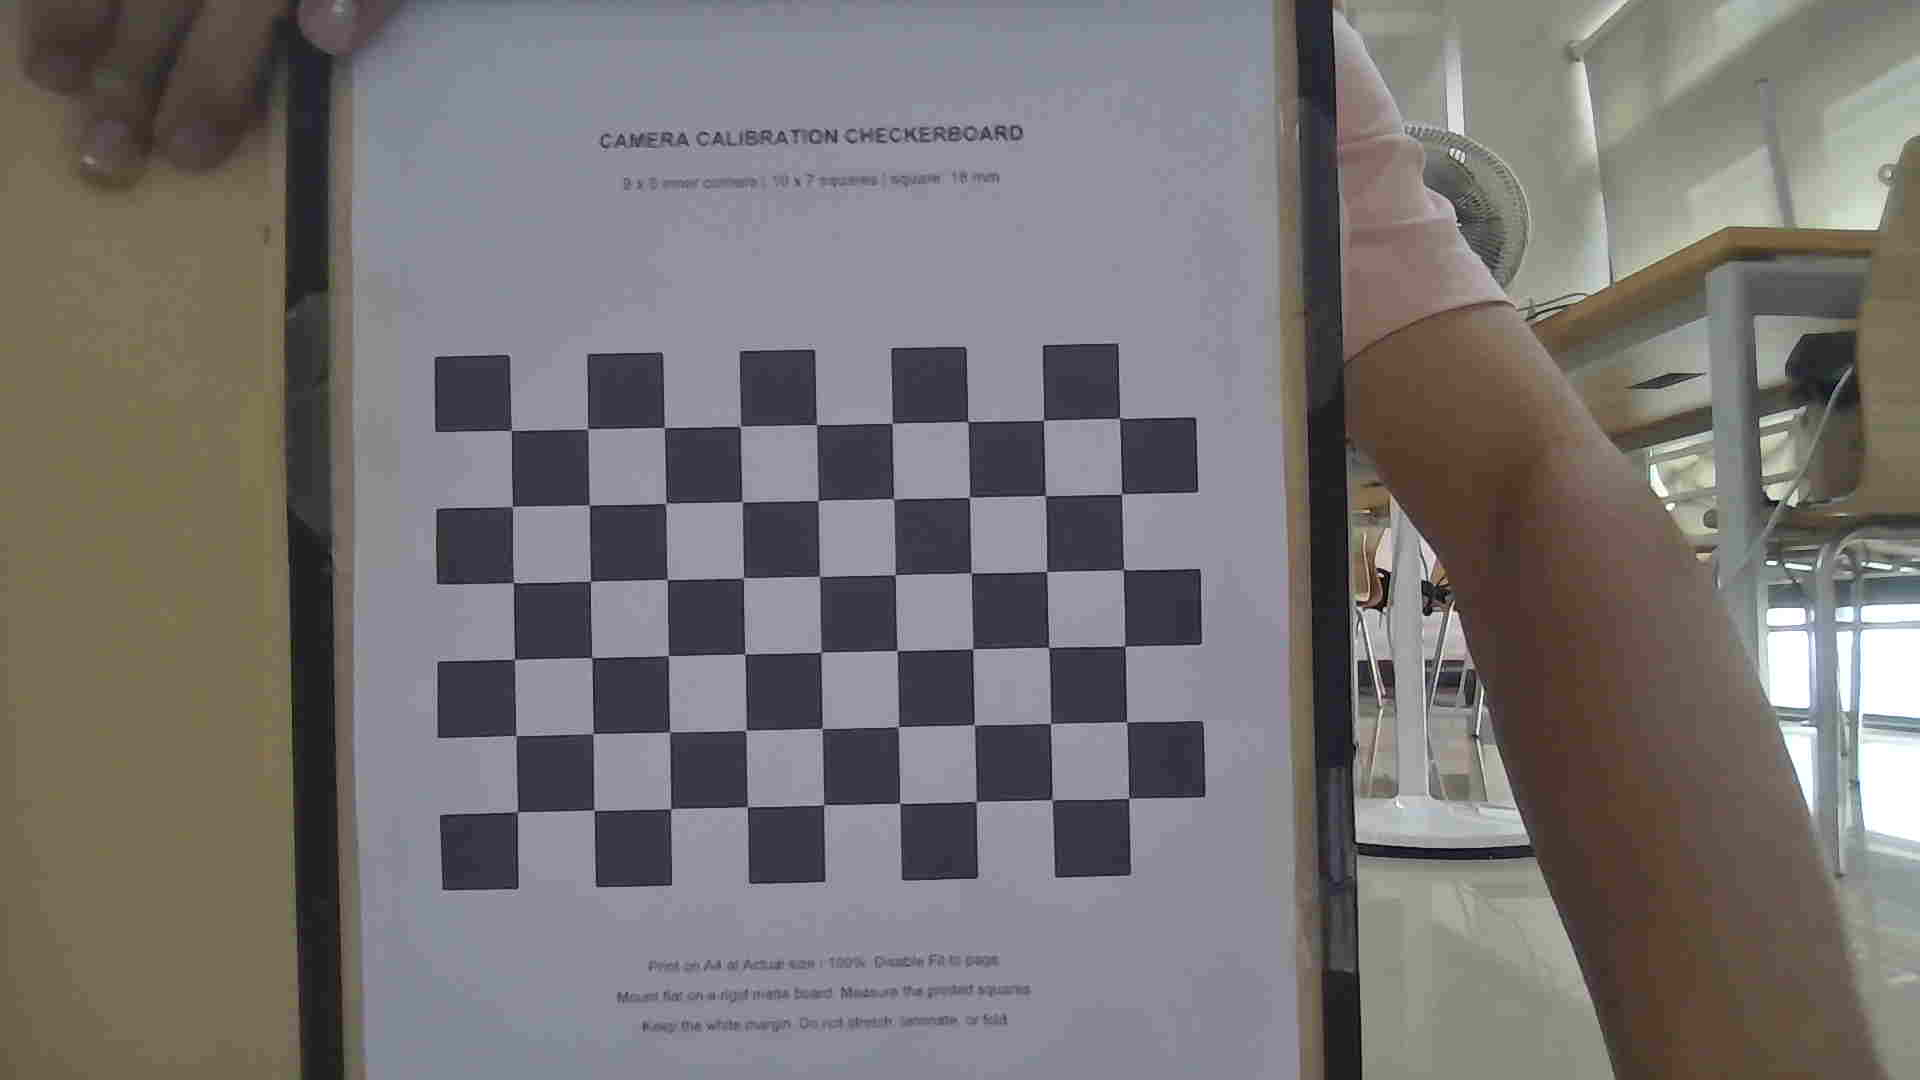 CAMERA CALIBRATION CHECKERBOARD
9 x 6 inner corners | 10 x 7 squares | square: 18 mm
Print on A4 at Actual size / 100%. Disable Fit to page.
Mount flat on a rigid matte board. Measure the printed squares.
Keep the white margin. Do not stretch, laminate, or fold.